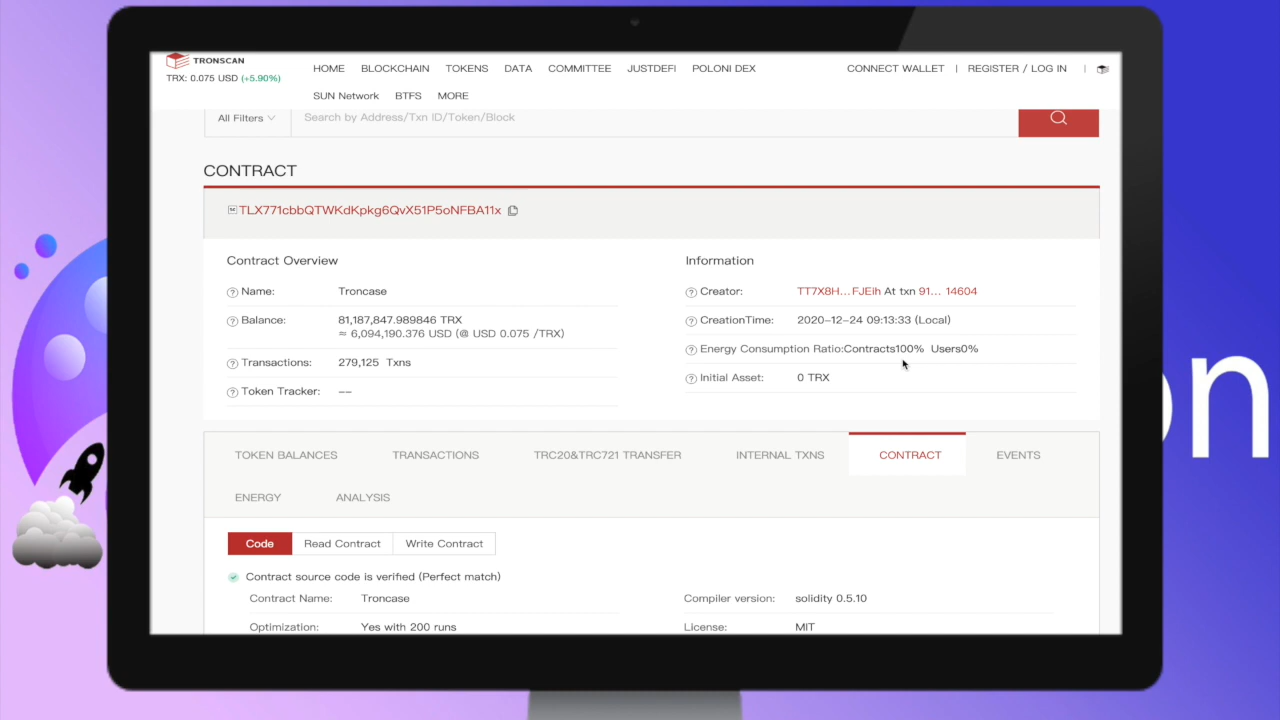 TRONSCAN
TRX: 0.075 USD (+5.90%)
HOME BLOCKCHAIN TOKENS DATA COMMITTEE JUSTDEFI POLONI DEX
CONNECT WALLET | REGISTER / LOG IN |
SUN Network BTFS MORE
All Filters Search by Address/Txn ID/Token/Block
CONTRACT
TLX771cbbQTWKdKpkg6QvX51P5oNFBA11x
Contract Overview
Name: Troncase
Balance: 81,187,847.989846 TRX
≈ 6,094,190.376 USD (@ USD 0.075 /TRX)
Transactions: 279,125 Txns
Token Tracker: ––
Information
Creator: TT7X8H... FJEih At txn 91... 14604
CreationTime: 2020-12-24 09:13:33 (Local)
Energy Consumption Ratio:Contracts100% Users0%
Initial Asset: 0 TRX
TOKEN BALANCES TRANSACTIONS TRC20&TRC721 TRANSFER INTERNAL TXNS CONTRACT EVENTS
ENERGY ANALYSIS
Code Read Contract Write Contract
Contract source code is verified (Perfect match)
Contract Name: Troncase Compiler version: solidity 0.5.10
Optimization: Yes with 200 runs License: MIT